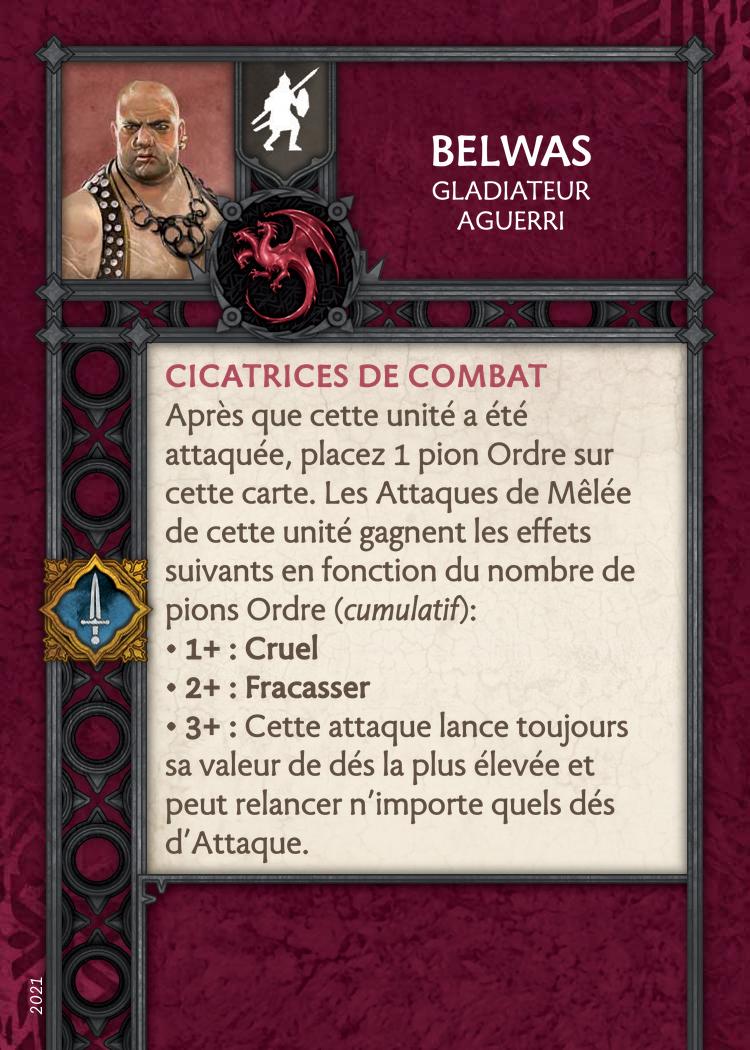 BELWAS
GLADIATEUR
AGUERRI
CICATRICES DE COMBAT
Après que cette unité a été
attaquée, placez 1 pion Ordre sur
cette carte. Les Attaques de Mêlée
de cette unité gagnent les effets
suivants en fonction du nombre de
pions Ordre (cumulatif):
• 1+ : Cruel
• 2+ : Fracasser
• 3+ : Cette attaque lance toujours
sa valeur de dés la plus élevée et
peut relancer n’importe quels dés
d’Attaque.
2021